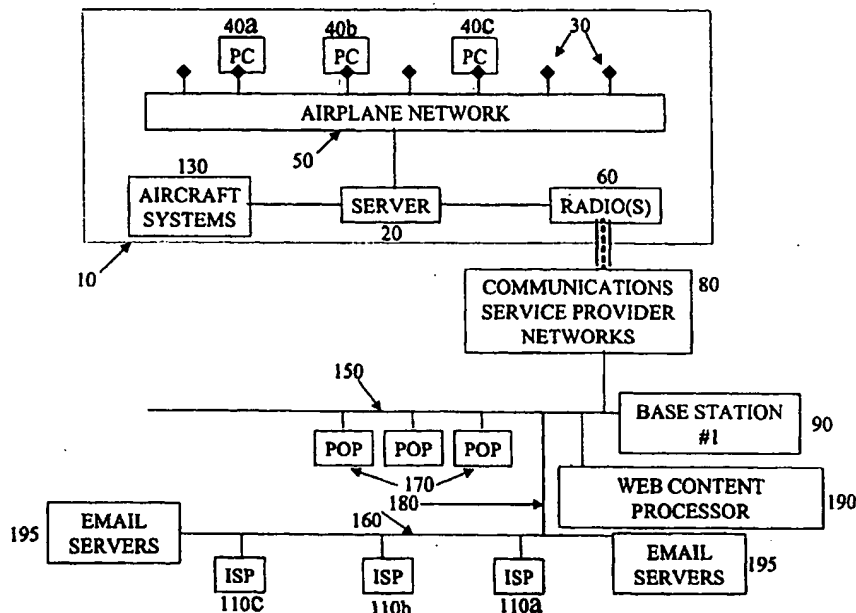 40a 40b 40c 30
PC PC PC
AIRPLANE NETWORK
50
130 60
AIRCRAFT
SYSTEMS
SERVER
RADIO(S)
20
10
COMMUNICATIONS
SERVICE PROVIDER
NETWORKS
80
150
BASE STATION
#1
90
POP POP POP
170
180
WEB CONTENT
PROCESSOR
190
160
195
EMAIL
SERVERS
EMAIL
SERVERS
195
ISP ISP ISP
110c 110b 110a